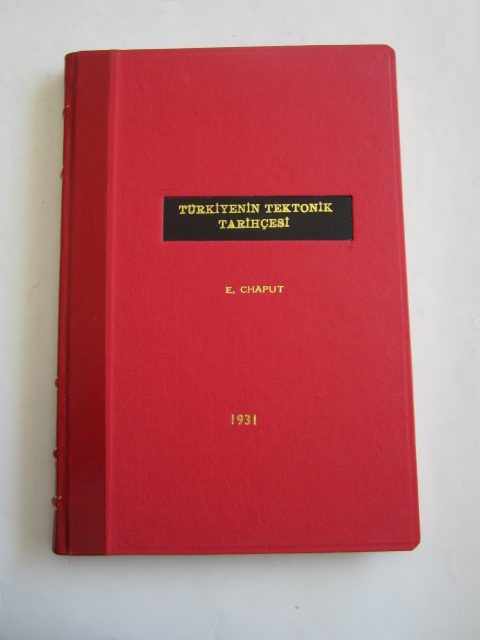 TÜRKİYENİN TEKTONİK
TARİHÇESİ
E. CHAPUT
1931